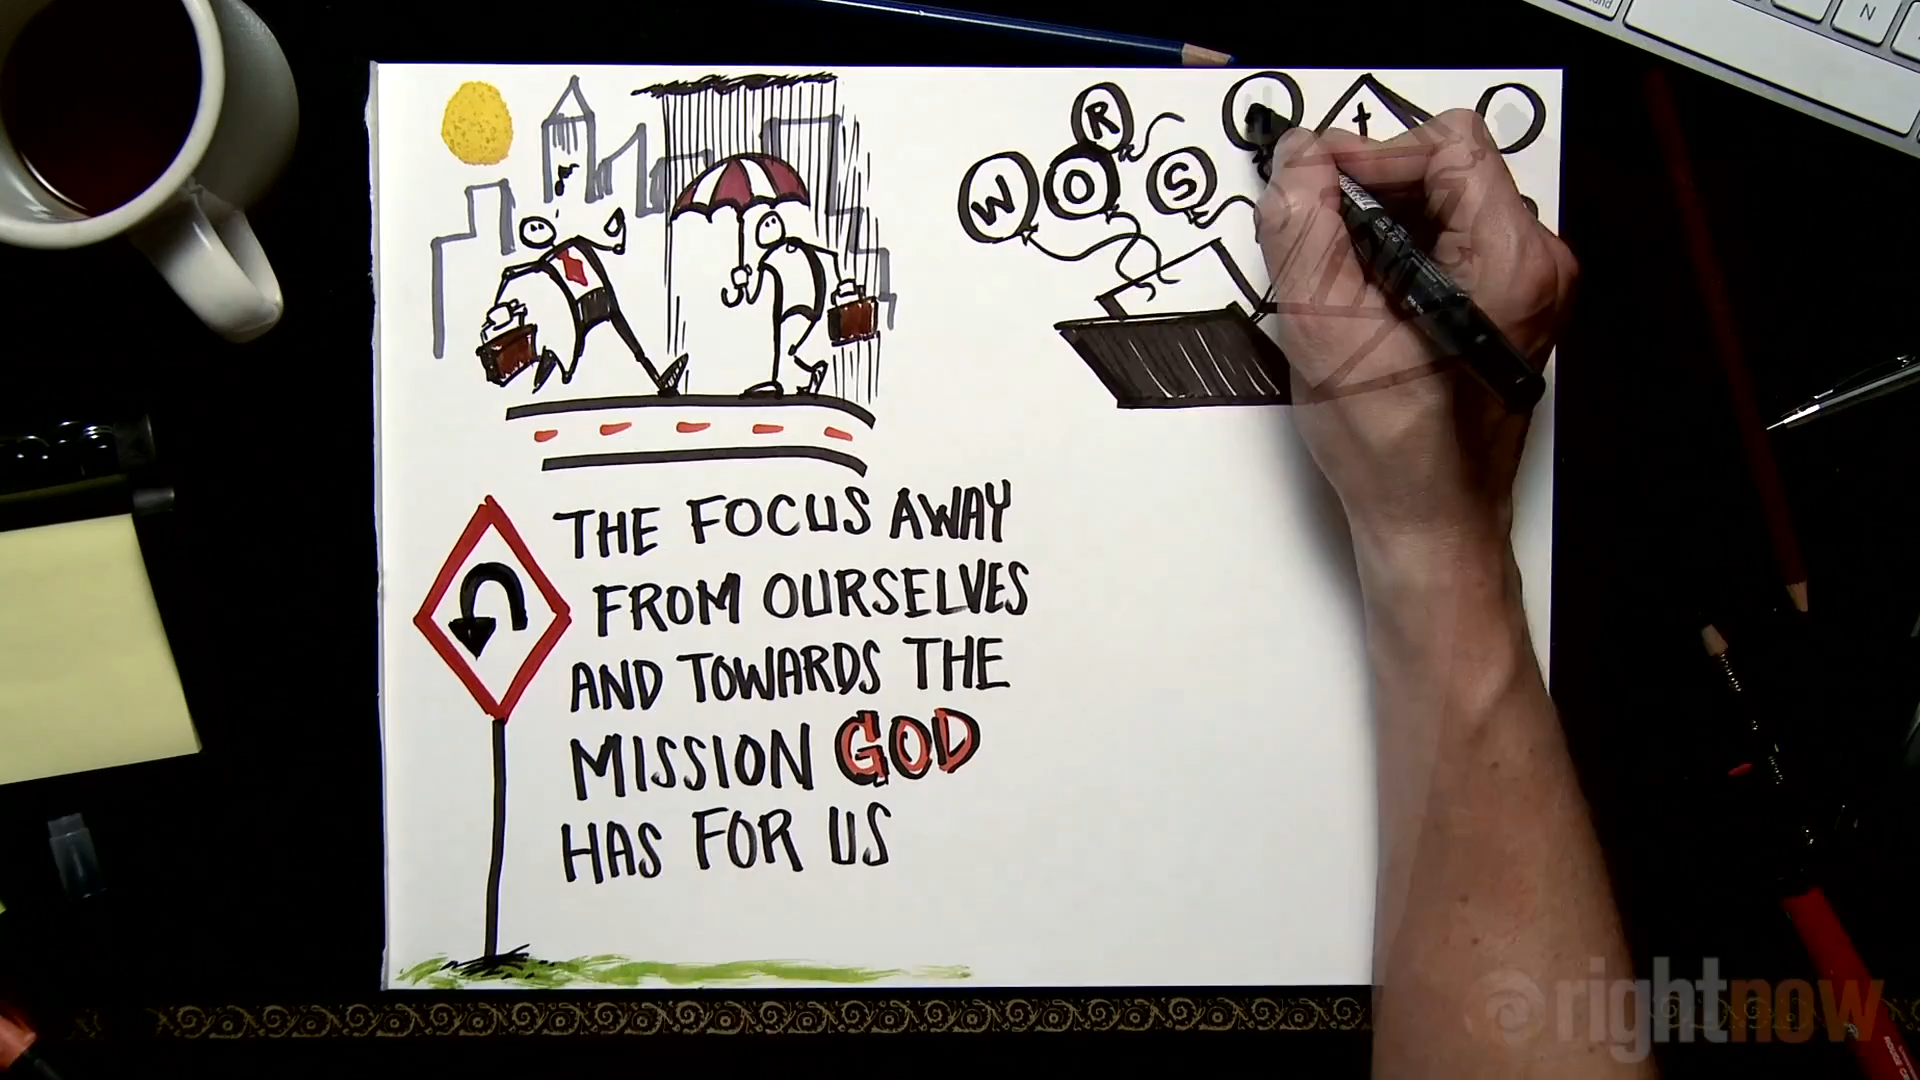 R
W O S
t
THE FOCUS AWAY
FROM OURSELVES
AND TOWARDS THE
MISSION GOD
HAS FOR US
N
rightnow